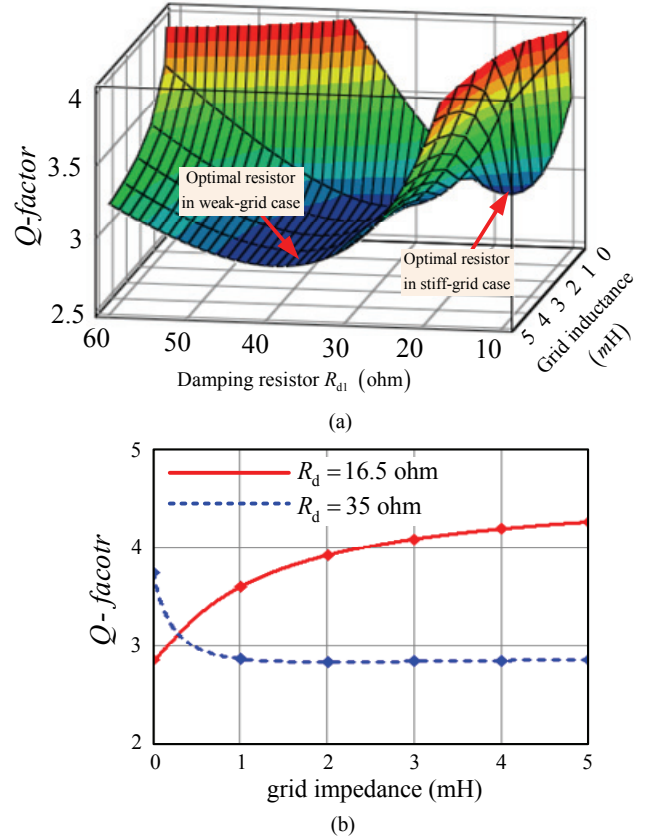 4
3.5
3
2.5
Q-factor
Optimal resistor
in weak-grid case
Optimal resistor
in stiff-grid case
60 50 40 30 20 10
5 4 3 2 1 0
Grid inductance
(mH)
Damping resistor Rd1 (ohm)
(a)
5
4
3
2
Q- facotr
Rd = 16.5 ohm
Rd = 35 ohm
0 1 2 3 4 5
grid impedance (mH)
(b)